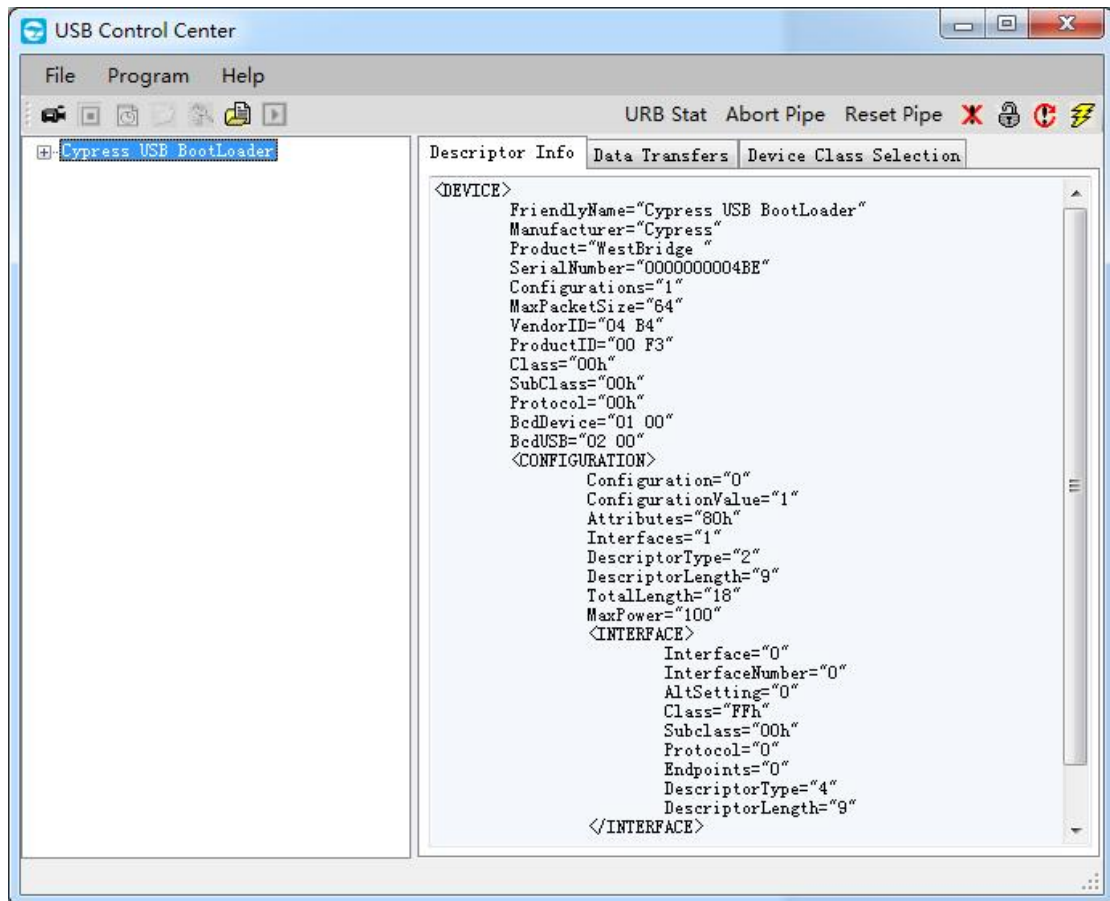 USB Control Center
File Program Help
URB Stat Abort Pipe Reset Pipe
Cypress USB BootLoader
Descriptor Info Data Transfers Device Class Selection
<DEVICE>
FriendlyName="Cypress USB BootLoader"
Manufacturer="Cypress"
Product="WestBridge "
SerialNumber="0000000004BE"
Configurations="1"
MaxPacketSize="64"
VendorID="04 B4"
ProductID="00 F3"
Class="00h"
SubClass="00h"
Protocol="00h"
BcdDevice="01 00"
BcdUSB="02 00"
<CONFIGURATION>
Configuration="0"
ConfigurationValue="1"
Attributes="80h"
Interfaces="1"
DescriptorType="2"
DescriptorLength="9"
TotalLength="18"
MaxPower="100"
<INTERFACE>
Interface="0"
InterfaceNumber="0"
AltSetting="0"
Class="FFh"
Subclass="00h"
Protocol="0"
Endpoints="0"
DescriptorType="4"
DescriptorLength="9"
</INTERFACE>